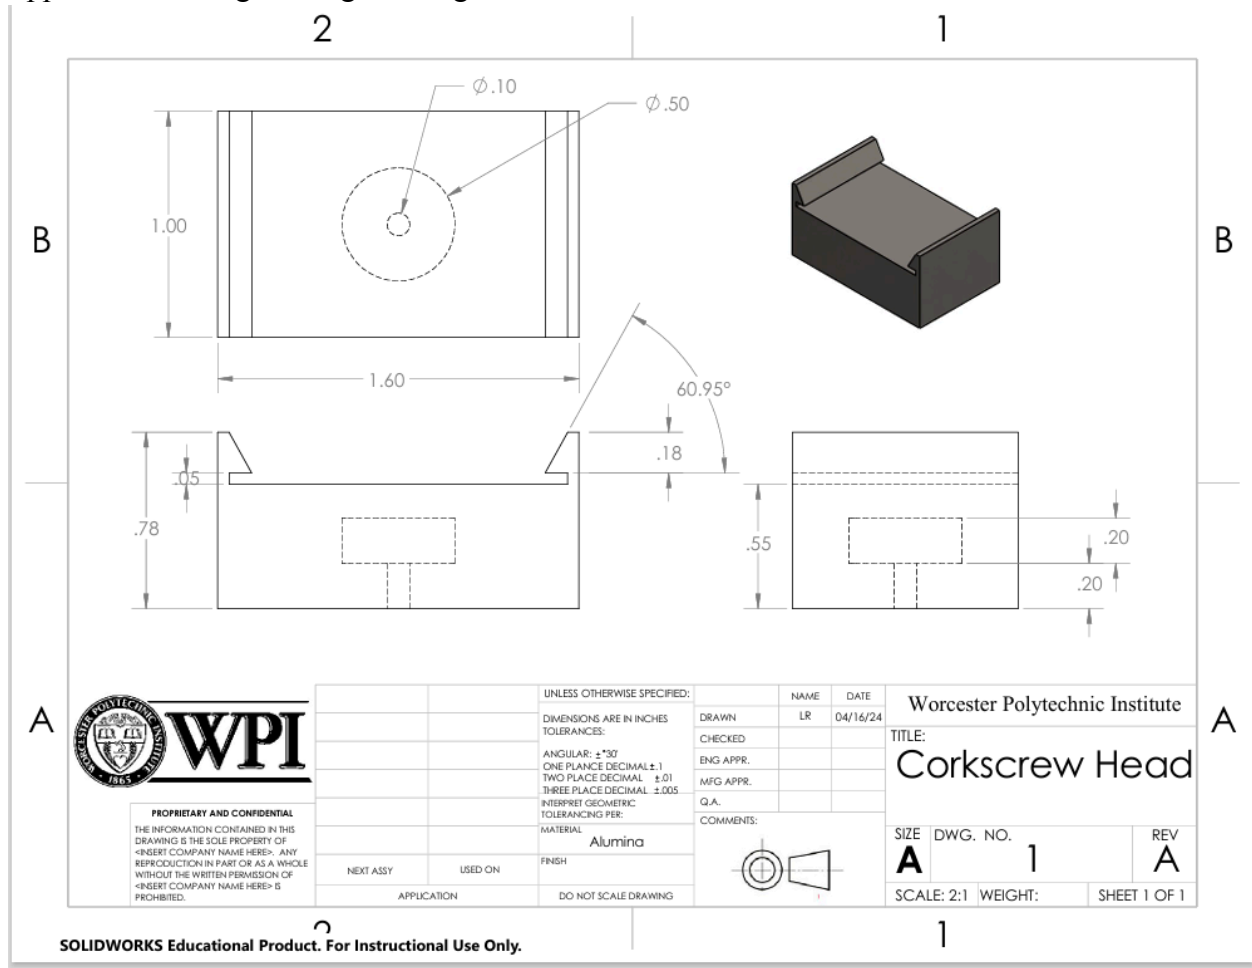 2 1
⌀.10
⌀.50
1.00
B B
1.60
60.95°
.18
.05
.78
.55
.20
.20
A A
WORCESTER POLYTECHNIC INSTITUTE
1865
WPI
PROPRIETARY AND CONFIDENTIAL
THE INFORMATION CONTAINED IN THIS
DRAWING IS THE SOLE PROPERTY OF
<INSERT COMPANY NAME HERE>. ANY
REPRODUCTION IN PART OR AS A WHOLE
WITHOUT THE WRITTEN PERMISSION OF
<INSERT COMPANY NAME HERE> IS
PROHIBITED.
NEXT ASSY USED ON
APPLICATION
UNLESS OTHERWISE SPECIFIED:
DIMENSIONS ARE IN INCHES
TOLERANCES:
ANGULAR: ±°30'
ONE PLANCE DECIMAL ±.1
TWO PLACE DECIMAL ±.01
THREE PLACE DECIMAL ±.005
INTERPRET GEOMETRIC
TOLERANCING PER:
MATERIAL
Alumina
FINISH
DO NOT SCALE DRAWING
NAME DATE
DRAWN LR 04/16/24
CHECKED
ENG APPR.
MFG APPR.
Q.A.
COMMENTS:
Worcester Polytechnic Institute
TITLE:
Corkscrew Head
SIZE DWG. NO. REV
A 1 A
SCALE: 2:1 WEIGHT: SHEET 1 OF 1
1
SOLIDWORKS Educational Product. For Instructional Use Only.